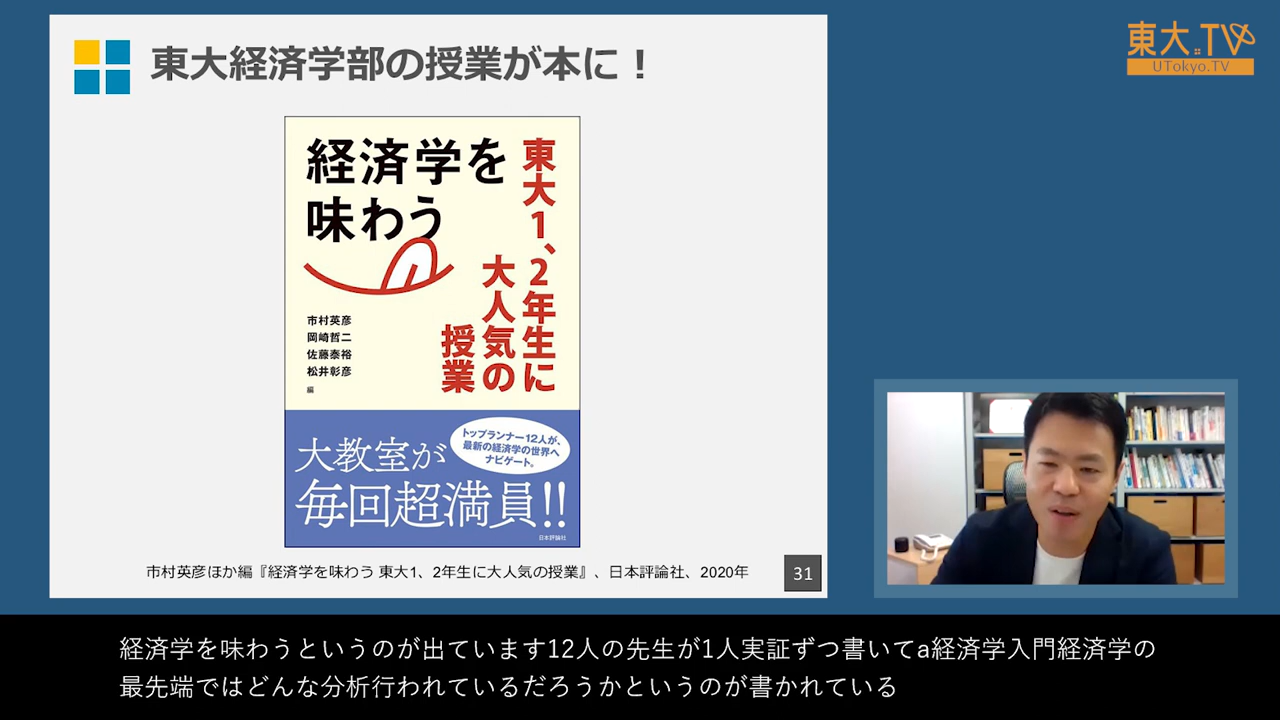 東大経済学部の授業が本に！
東大.TV
UTokyo.TV
経済学を
味わう
東大1、2年生に
大人気の
授業
市村英彦
岡崎哲二
佐藤泰裕
松井彰彦
編
大教室が
毎回超満員!!
トップランナー12人が、
最新の経済学の世界へ
ナビゲート。
日本評論社
市村英彦ほか編『経済学を味わう 東大1、2年生に大人気の授業』、日本評論社、2020年
31
経済学を味わうというのが出ています12人の先生が1人実証ずつ書いてa経済学入門経済学の
最先端ではどんな分析行われているだろうかというのが書かれている